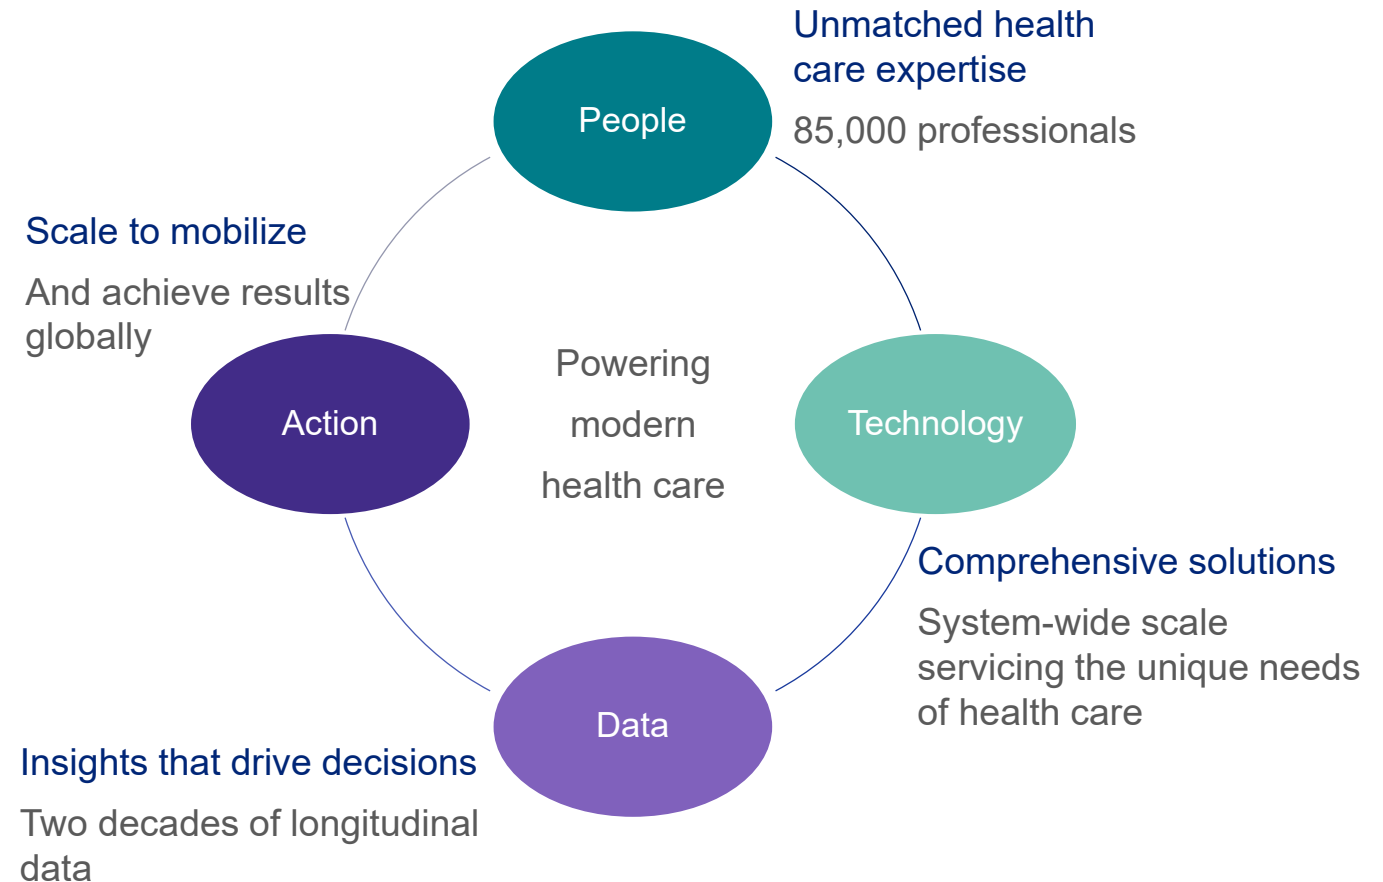 People
Unmatched health
care expertise
85,000 professionals
Scale to mobilize
And achieve results
globally
Action
Powering
modern
health care
Technology
Comprehensive solutions
System-wide scale
servicing the unique needs
of health care
Data
Insights that drive decisions
Two decades of longitudinal
data